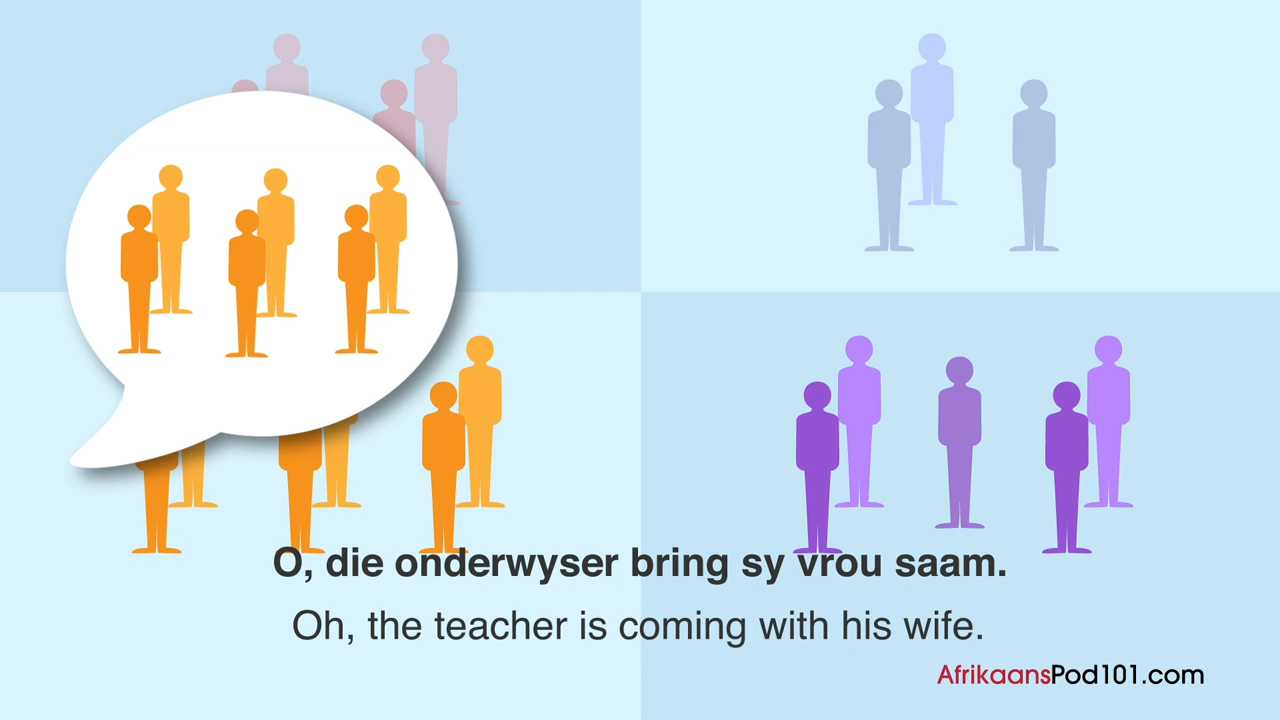 O, die onderwyser bring sy vrou saam.
Oh, the teacher is coming with his wife.
AfrikaansPod101.com